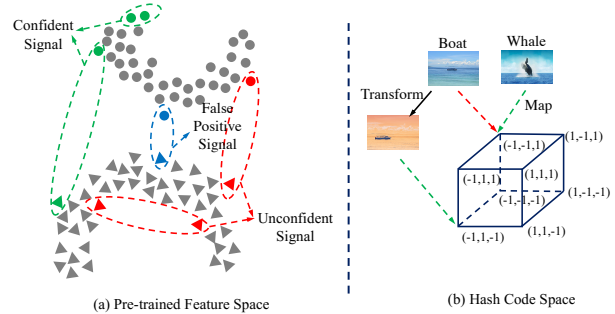 Confident
Signal
False
Positive
Signal
Unconfident
Signal
(a) Pre-trained Feature Space
Boat
Whale
Transform
Map
(-1,-1,1)
(1,-1,1)
(-1,1,1)
(1,1,1)
(-1,-1,-1)
(1,-1,-1)
(-1,1,-1)
(1,1,-1)
(b) Hash Code Space